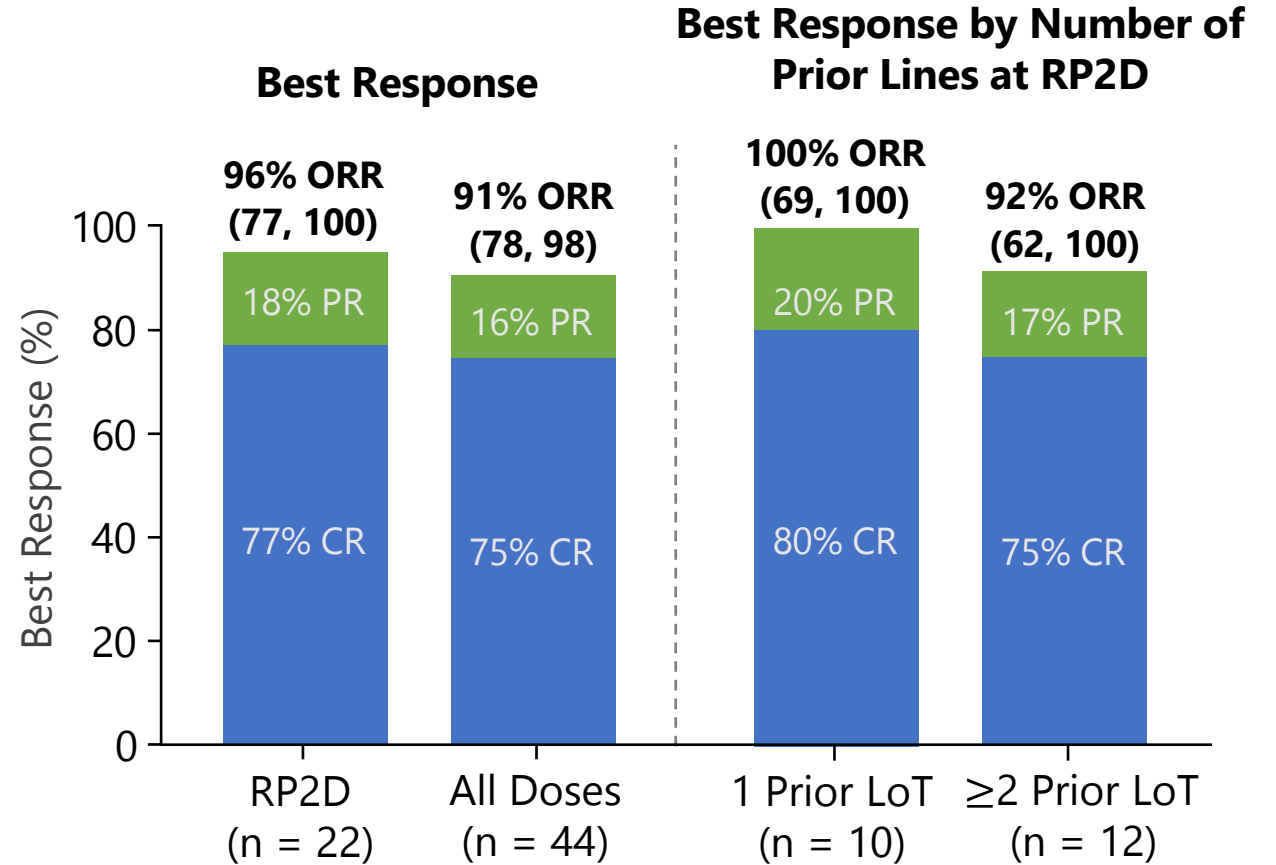 Best Response
96% ORR
(77, 100)
91% ORR
(78, 98)
Best Response (%)
100
80
60
40
20
0
18% PR
77% CR
16% PR
75% CR
RP2D
(n = 22)
All Doses
(n = 44)
Best Response by Number of
Prior Lines at RP2D
100% ORR
(69, 100)
92% ORR
(62, 100)
20% PR
80% CR
17% PR
75% CR
1 Prior LoT
(n = 10)
≥2 Prior LoT
(n = 12)